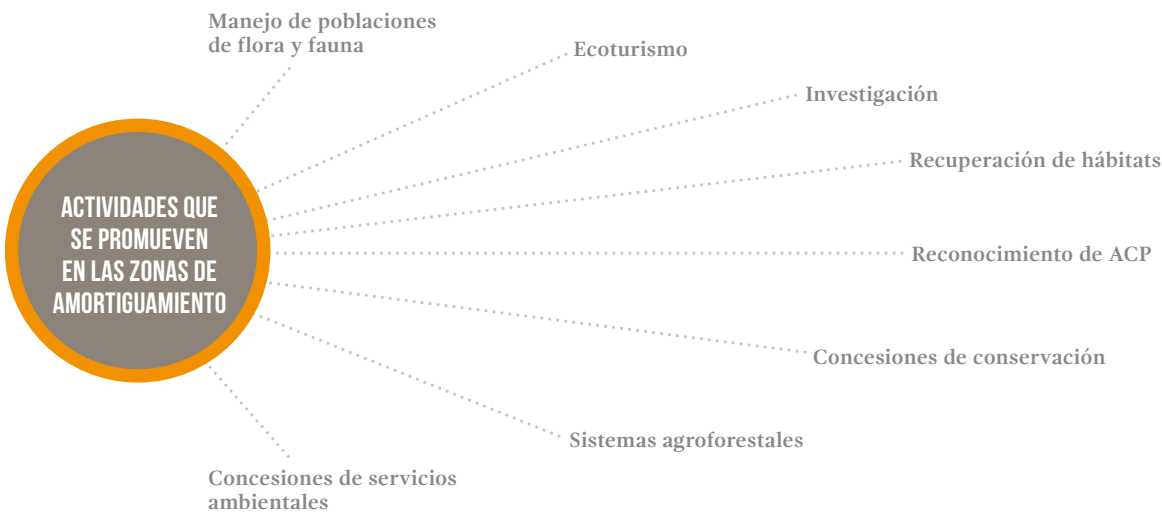 ACTIVIDADES QUE
SE PROMUEVEN
EN LAS ZONAS DE
AMORTIGUAMIENTO
Manejo de poblaciones
de flora y fauna
Ecoturismo
Investigación
Recuperación de hábitats
Reconocimiento de ACP
Concesiones de conservación
Sistemas agroforestales
Concesiones de servicios
ambientales